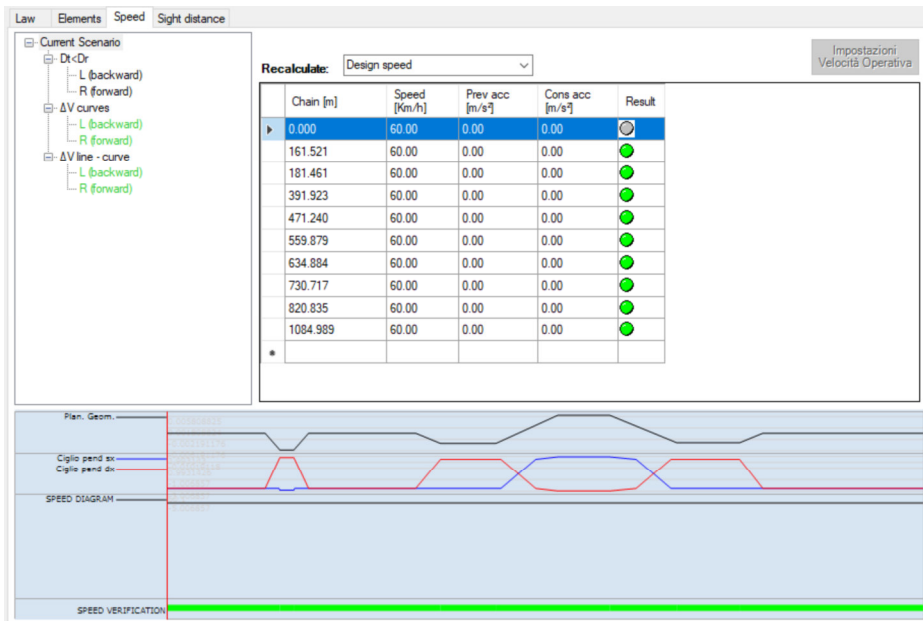 Law Elements Speed Sight distance
Current Scenario
Dt<Dr
L (backward)
R (forward)
ΔV curves
L (backward)
R (forward)
ΔV line - curve
L (backward)
R (forward)
Recalculate: Design speed
Impostazioni
Velocità Operativa
Chain [m] Speed [Km/h] Prev acc [m/s²] Cons acc [m/s²] Result
0.000 60.00 0.00 0.00
161.521 60.00 0.00 0.00
181.461 60.00 0.00 0.00
391.923 60.00 0.00 0.00
471.240 60.00 0.00 0.00
559.879 60.00 0.00 0.00
634.884 60.00 0.00 0.00
730.717 60.00 0.00 0.00
820.835 60.00 0.00 0.00
1084.989 60.00 0.00 0.00
*
Plan. Geom.
Ciglio pend sx
Ciglio pend dx
SPEED DIAGRAM
SPEED VERIFICATION